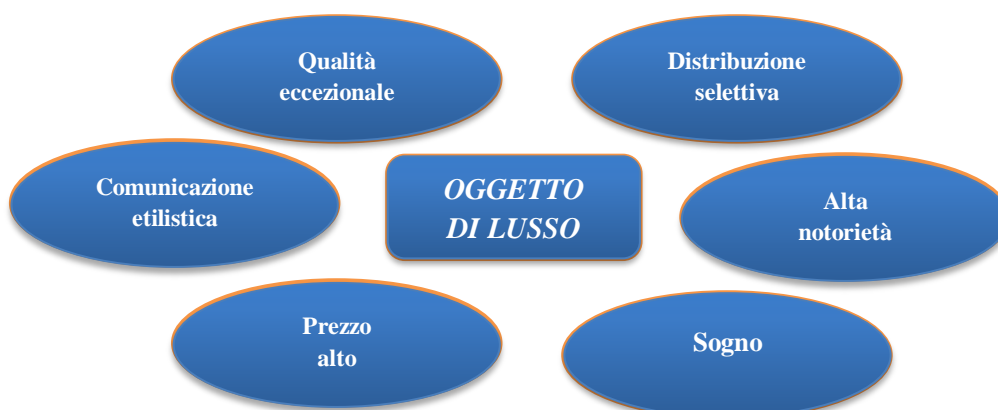 Qualità
eccezionale
Distribuzione
selettiva
Comunicazione
etilistica
OGGETTO
DI LUSSO
Alta
notorietà
Prezzo
alto
Sogno